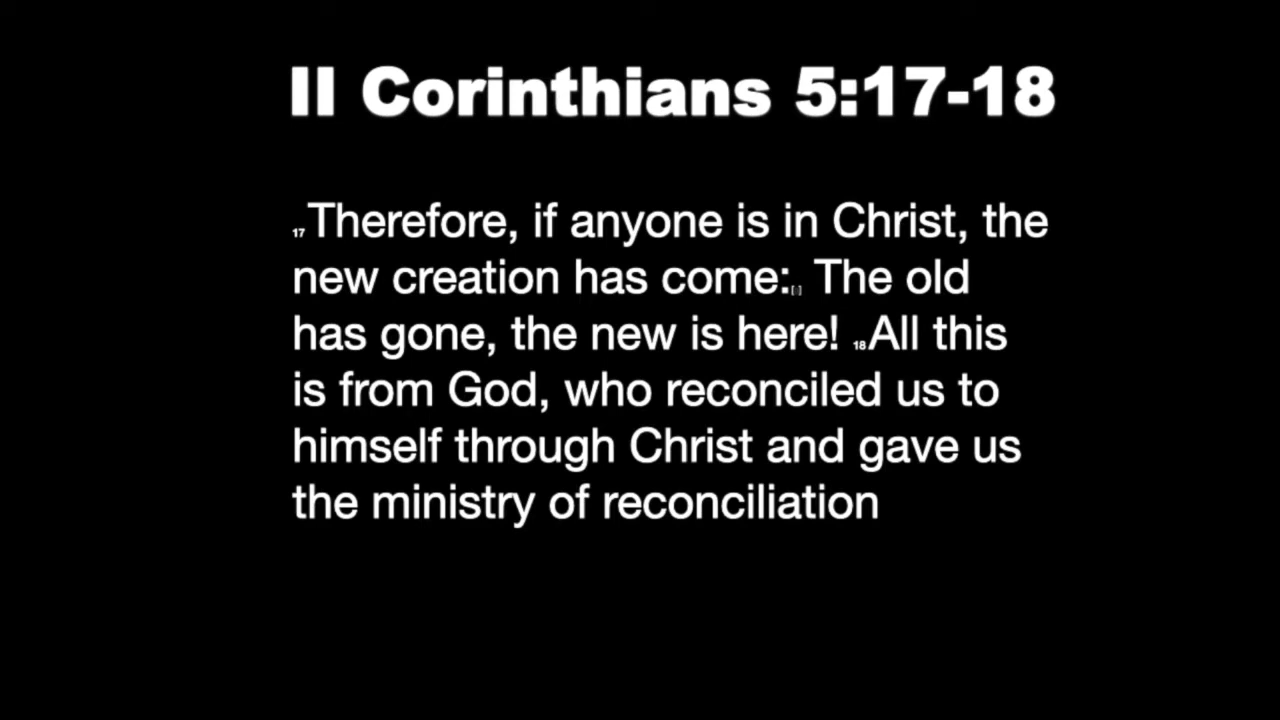 II Corinthians 5:17-18
17Therefore, if anyone is in Christ, the
new creation has come:[ ] The old
has gone, the new is here! 18All this
is from God, who reconciled us to
himself through Christ and gave us
the ministry of reconciliation